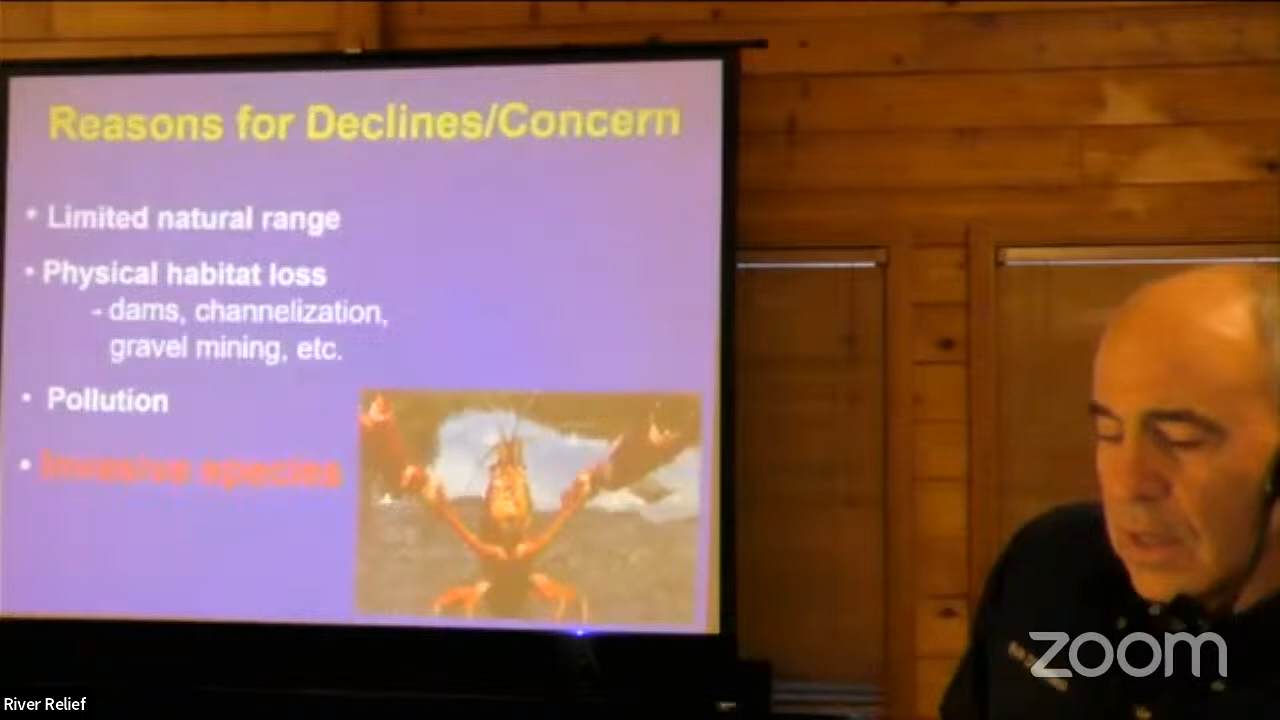 Reasons for Declines/Concern
• Limited natural range
• Physical habitat loss
- dams, channelization,
gravel mining, etc.
• Pollution
• Invasive species
zoom
River Relief